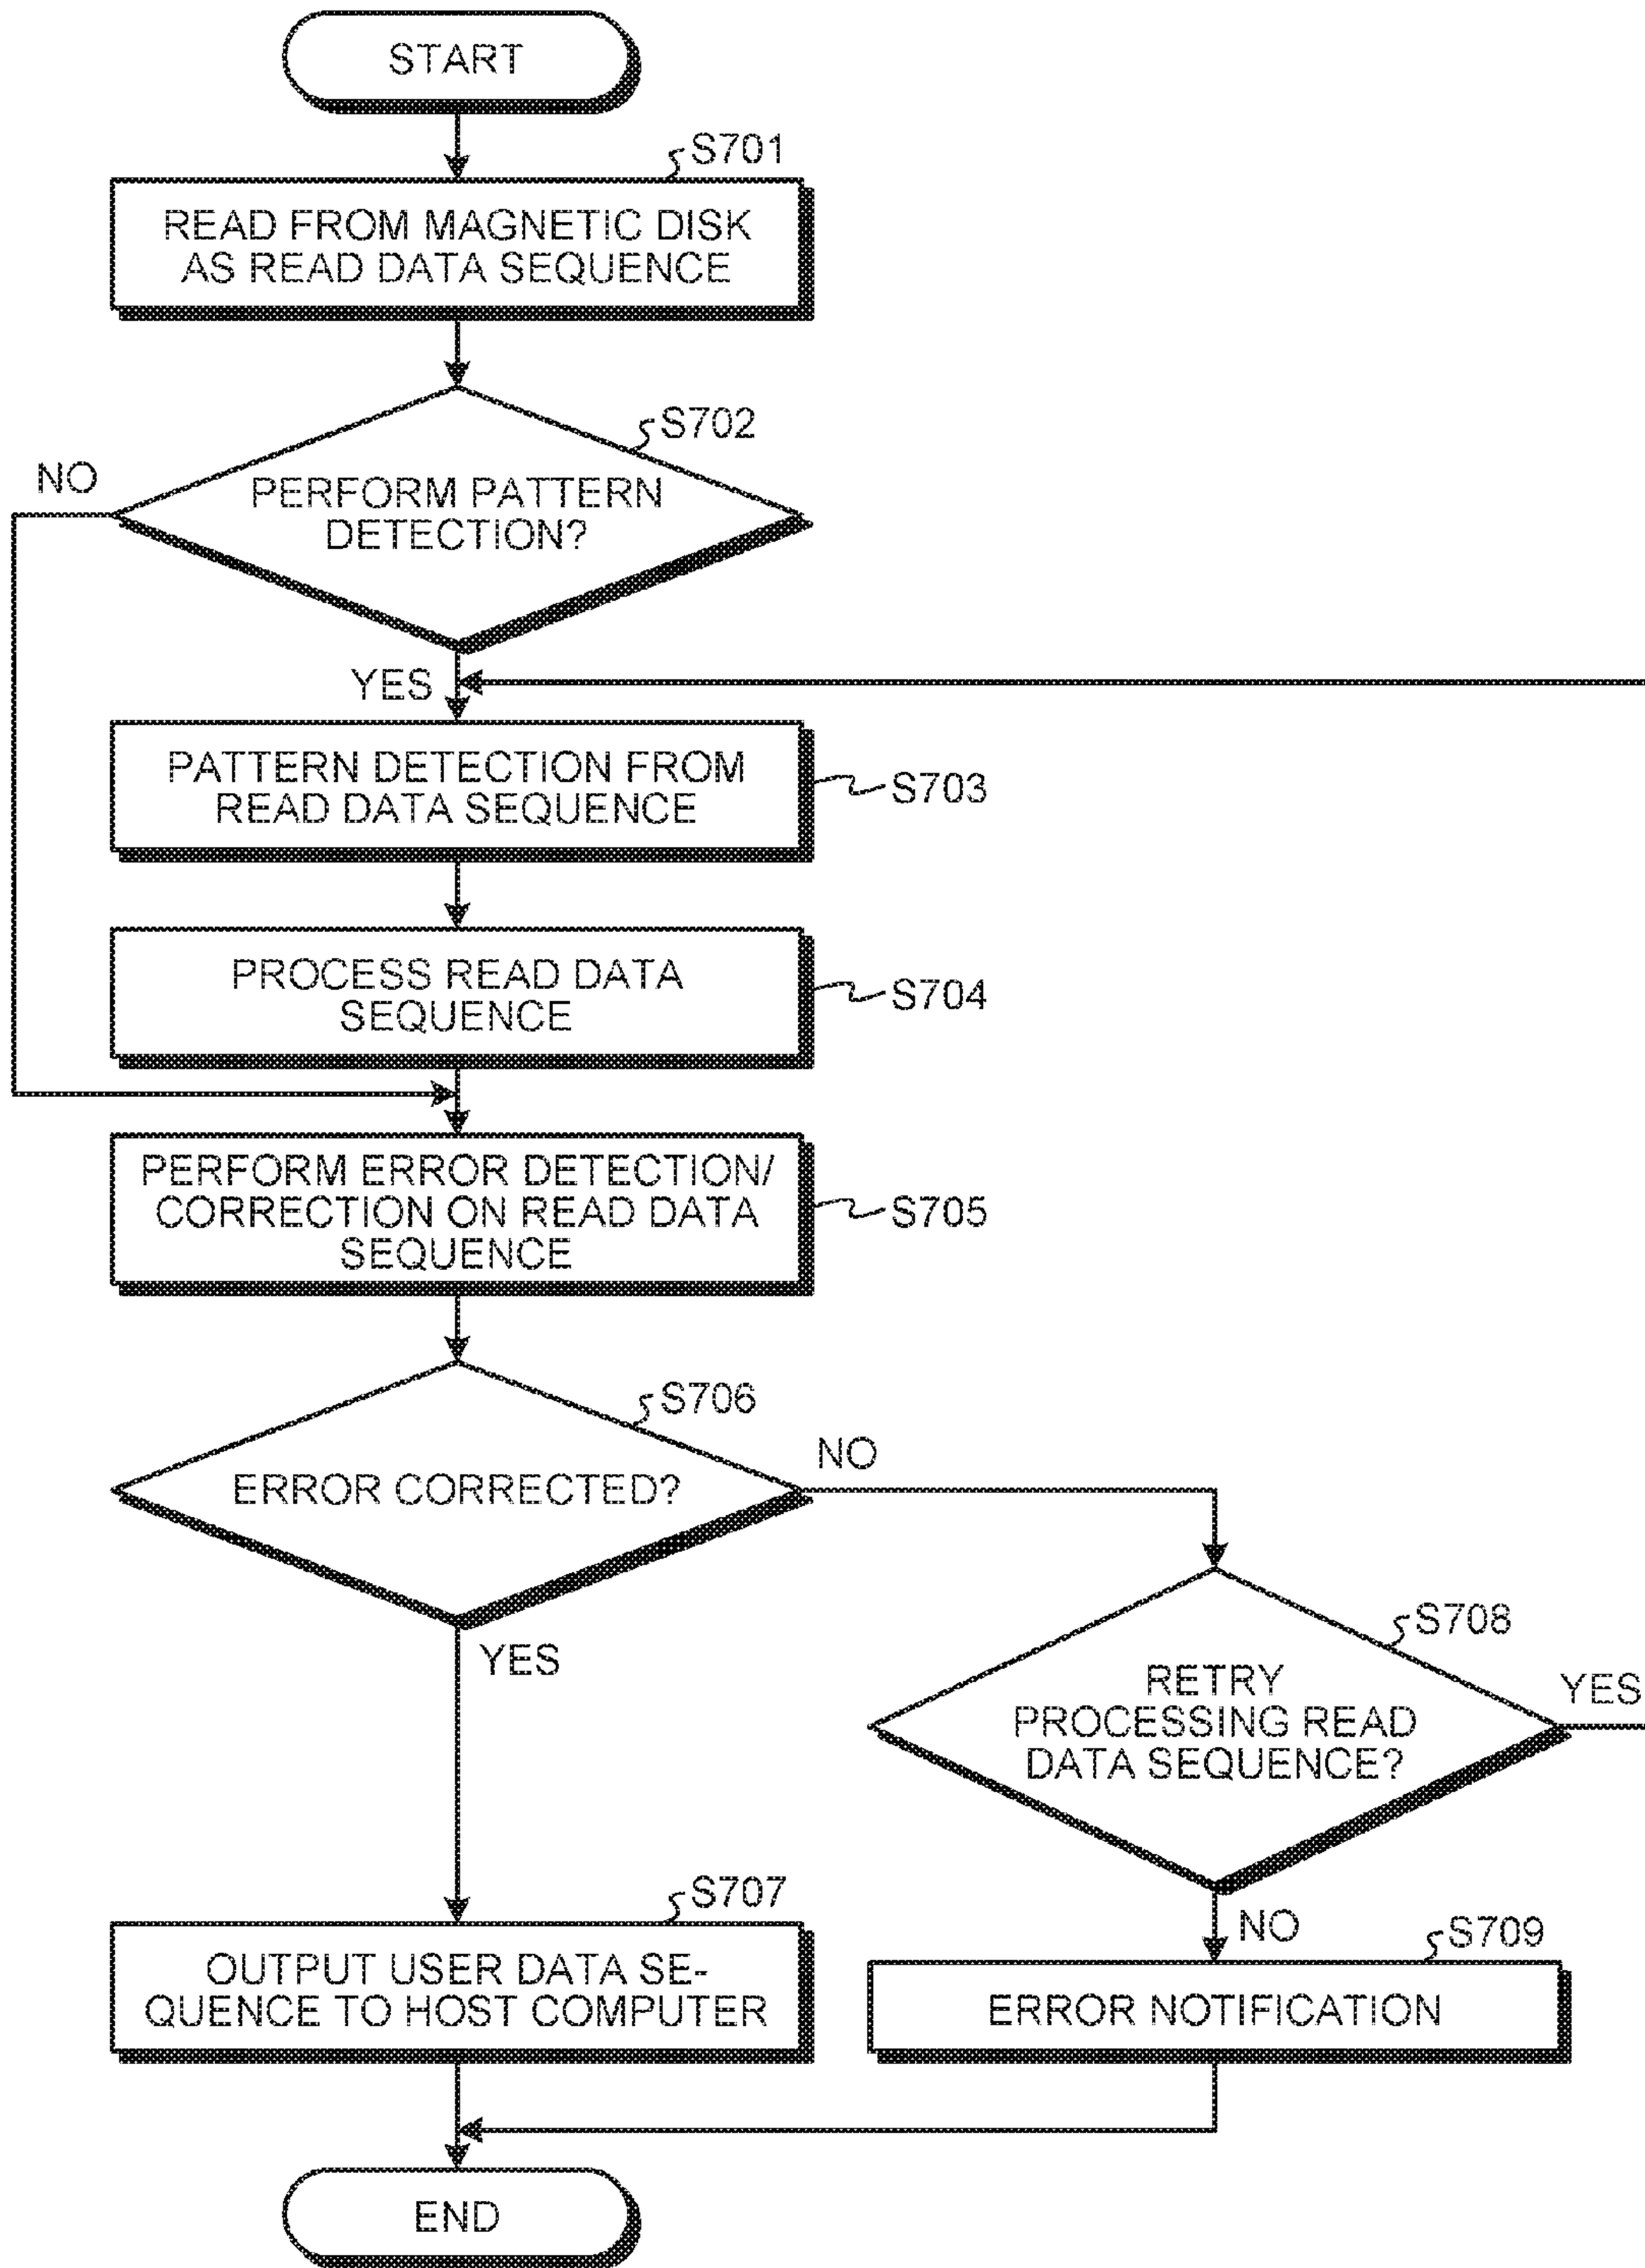 START
S701
READ FROM MAGNETIC DISK
AS READ DATA SEQUENCE
S702
NO
PERFORM PATTERN
DETECTION?
YES
PATTERN DETECTION FROM
READ DATA SEQUENCE
S703
PROCESS READ DATA
SEQUENCE
S704
PERFORM ERROR DETECTION/
CORRECTION ON READ DATA
SEQUENCE
S705
S706
NO
ERROR CORRECTED?
YES
S708
RETRY
PROCESSING READ
DATA SEQUENCE?
YES
S707
NO
S709
OUTPUT USER DATA SE-
QUENCE TO HOST COMPUTER
ERROR NOTIFICATION
END